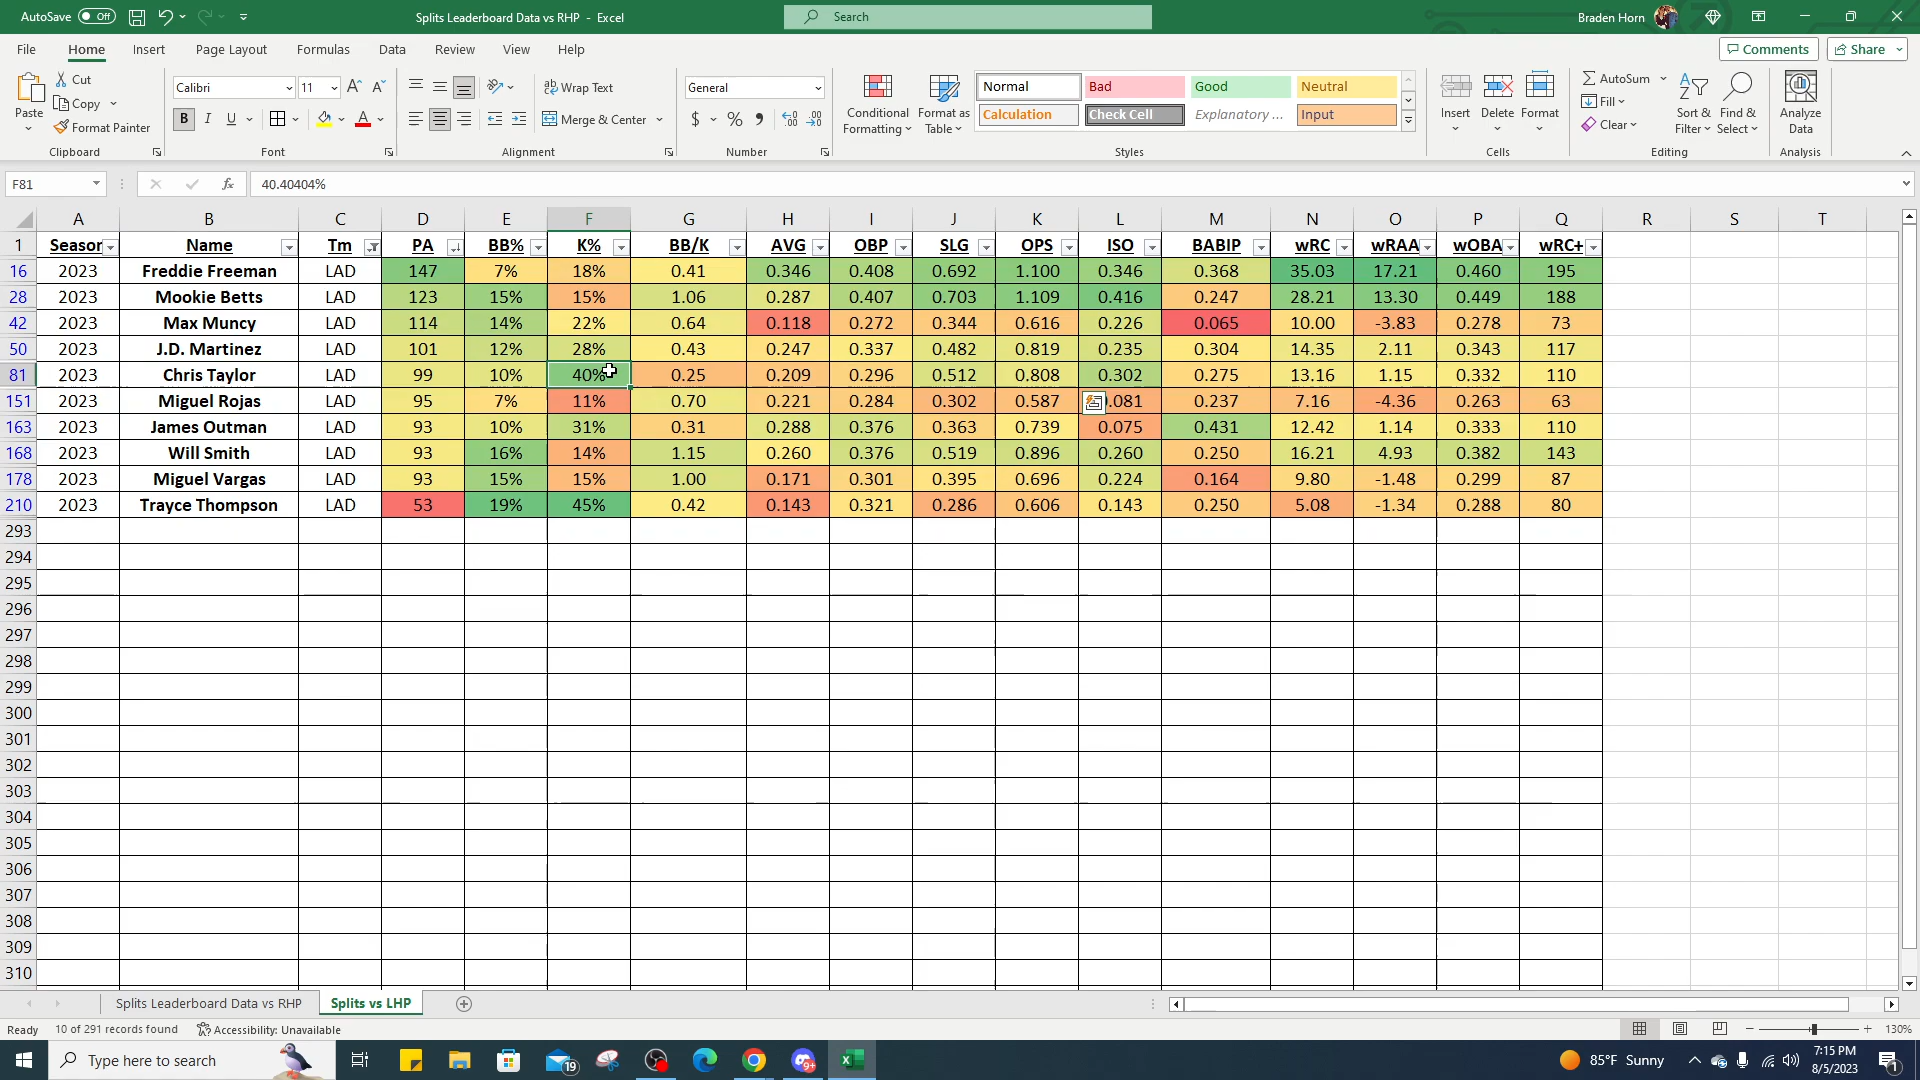 AutoSave Off Splits Leaderboard Data vs RHP - Excel Search Braden Horn
File Home Insert Page Layout Formulas Data Review View Help Comments Share
Paste Cut Copy Format Painter Clipboard
Calibri 11 B I U Font
Wrap Text Merge & Center Alignment
General $ % Number
Conditional Formatting Format as Table
Normal Bad Good Neutral
Calculation Check Cell Explanatory ... Input
Styles
Insert Delete Format Cells
AutoSum Fill Clear Sort & Filter Find & Select Editing
Analyze Data Analysis
F81 fx 40.40404%
A B C D E F G H I J K L M N O P Q R S T
1 Season Name Tm PA BB% K% BB/K AVG OBP SLG OPS ISO BABIP wRC wRAA wOBA wRC+
16 2023 Freddie Freeman LAD 147 7% 18% 0.41 0.346 0.408 0.692 1.100 0.346 0.368 35.03 17.21 0.460 195
28 2023 Mookie Betts LAD 123 15% 15% 1.06 0.287 0.407 0.703 1.109 0.416 0.247 28.21 13.30 0.449 188
42 2023 Max Muncy LAD 114 14% 22% 0.64 0.118 0.272 0.344 0.616 0.226 0.065 10.00 -3.83 0.278 73
50 2023 J.D. Martinez LAD 101 12% 28% 0.43 0.247 0.337 0.482 0.819 0.235 0.304 14.35 2.11 0.343 117
81 2023 Chris Taylor LAD 99 10% 40% 0.25 0.209 0.296 0.512 0.808 0.302 0.275 13.16 1.15 0.332 110
151 2023 Miguel Rojas LAD 95 7% 11% 0.70 0.221 0.284 0.302 0.587 .081 0.237 7.16 -4.36 0.263 63
163 2023 James Outman LAD 93 10% 31% 0.31 0.288 0.376 0.363 0.739 0.075 0.431 12.42 1.14 0.333 110
168 2023 Will Smith LAD 93 16% 14% 1.15 0.260 0.376 0.519 0.896 0.260 0.250 16.21 4.93 0.382 143
178 2023 Miguel Vargas LAD 93 15% 15% 1.00 0.171 0.301 0.395 0.696 0.224 0.164 9.80 -1.48 0.299 87
210 2023 Trayce Thompson LAD 53 19% 45% 0.42 0.143 0.321 0.286 0.606 0.143 0.250 5.08 -1.34 0.288 80
293
294
295
296
297
298
299
300
301
302
303
304
305
306
307
308
309
310
Splits Leaderboard Data vs RHP Splits vs LHP
Ready 10 of 291 records found Accessibility: Unavailable 130%
Type here to search 19 9+ 85°F Sunny 7:15 PM
8/5/2023 1